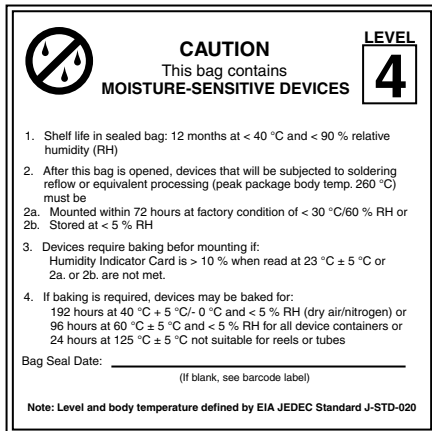 LEVEL
CAUTION
4
This bag contains
MOISTURE-SENSITIVE DEVICES
1. Shelf life in sealed bag: 12 months at < 40 °C and < 90 % relative
humidity (RH)
2. After this bag is opened, devices that will be subjected to soldering
reflow or equivalent processing (peak package body temp. 260 °C)
must be
2a. Mounted within 72 hours at factory condition of < 30 °C/60 % RH or
2b. Stored at < 5 % RH
3. Devices require baking befor mounting if:
Humidity Indicator Card is > 10 % when read at 23 °C ± 5 °C or
2a. or 2b. are not met.
4. If baking is required, devices may be baked for:
192 hours at 40 °C + 5 °C/- 0 °C and < 5 % RH (dry air/nitrogen) or
96 hours at 60 °C ± 5 °C and < 5 % RH for all device containers or
24 hours at 125 °C ± 5 °C not suitable for reels or tubes
Bag Seal Date:
(If blank, see barcode label)
Note: Level and body temperature defined by EIA JEDEC Standard J-STD-020